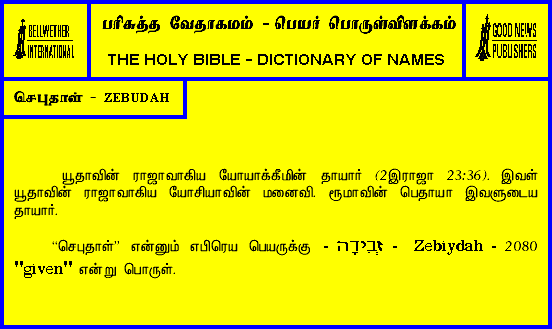 BELLWETHER
INTERNATIONAL
பரிசுத்த வேதாகமம் - பெயர் பொருள்விளக்கம்
THE HOLY BIBLE - DICTIONARY OF NAMES
GOOD NEWS
PUBLISHERS
செபுதாள் - ZEBUDAH
யூதாவின் ராஜாவாகிய யோயாக்கீமின் தாயார் (2இராஜா 23:36). இவள்
யூதாவின் ராஜாவாகிய யோசியாவின் மனைவி. ரூமாவின் பெதாயா இவளுடைய
தாயார்.
“செபுதாள்” என்னும் எபிரெய பெயருக்கு - זְבִידָה - Zebiydah - 2080
"given" என்று பொருள்.